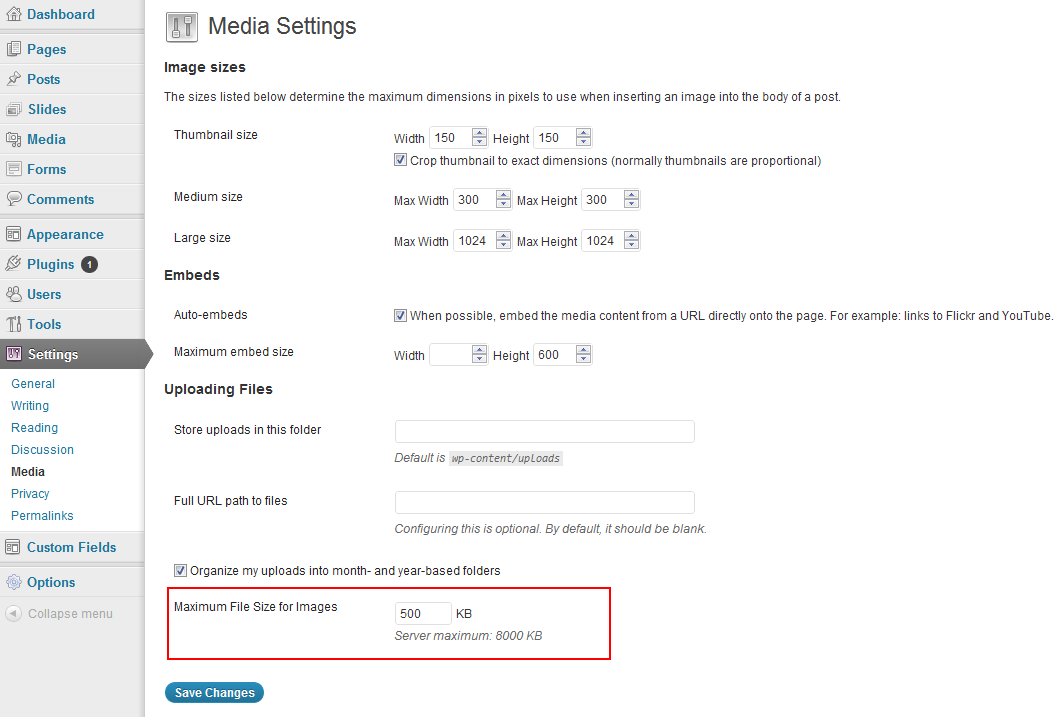 Dashboard
Pages
Posts
Slides
Media
Forms
Comments
Appearance
Plugins 1
Users
Tools
Settings
General
Writing
Reading
Discussion
Media
Privacy
Permalinks
Custom Fields
Options
Collapse menu
Media Settings
Image sizes
The sizes listed below determine the maximum dimensions in pixels to use when inserting an image into the body of a post.
Thumbnail size Width 150 Height 150
Crop thumbnail to exact dimensions (normally thumbnails are proportional)
Medium size Max Width 300 Max Height 300
Large size Max Width 1024 Max Height 1024
Embeds
Auto-embeds When possible, embed the media content from a URL directly onto the page. For example: links to Flickr and YouTube.
Maximum embed size Width Height 600
Uploading Files
Store uploads in this folder
Default is wp-content/uploads
Full URL path to files
Configuring this is optional. By default, it should be blank.
Organize my uploads into month- and year-based folders
Maximum File Size for Images 500 KB
Server maximum: 8000 KB
Save Changes